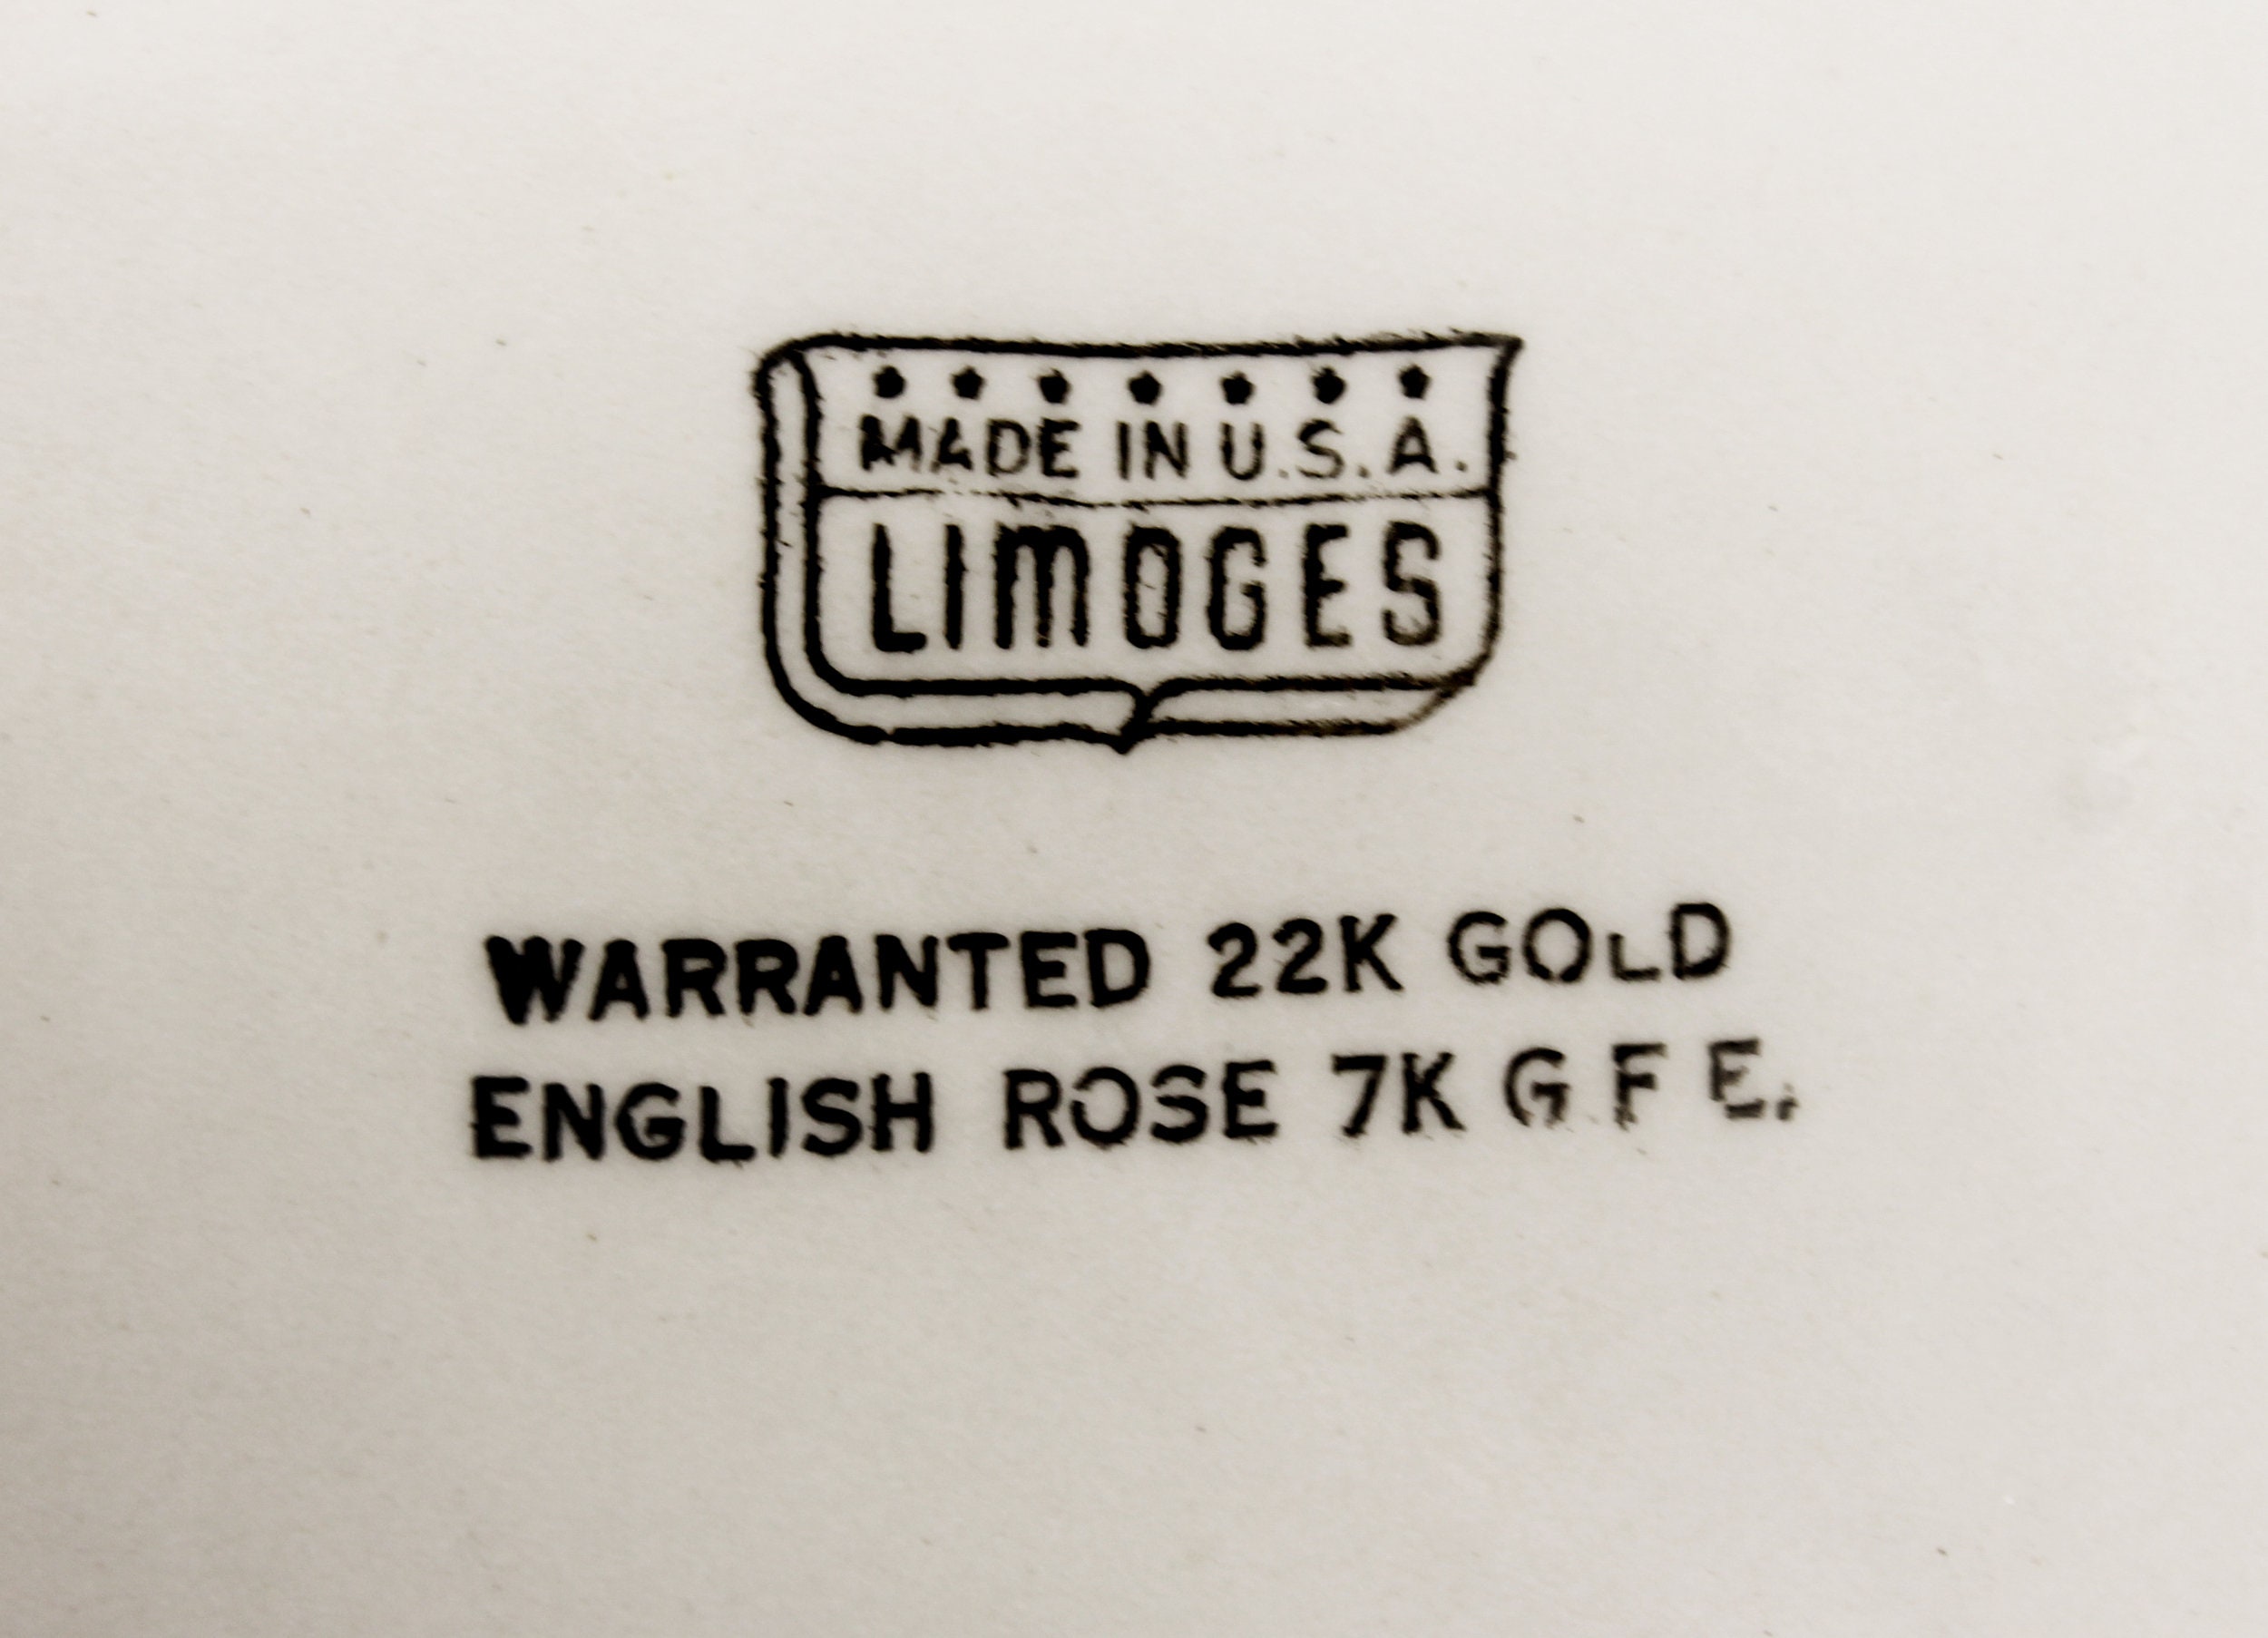 MADE IN U.S.A.
LIMOGES
WARRANTED 22K GOLD
ENGLISH ROSE 7K G F E.